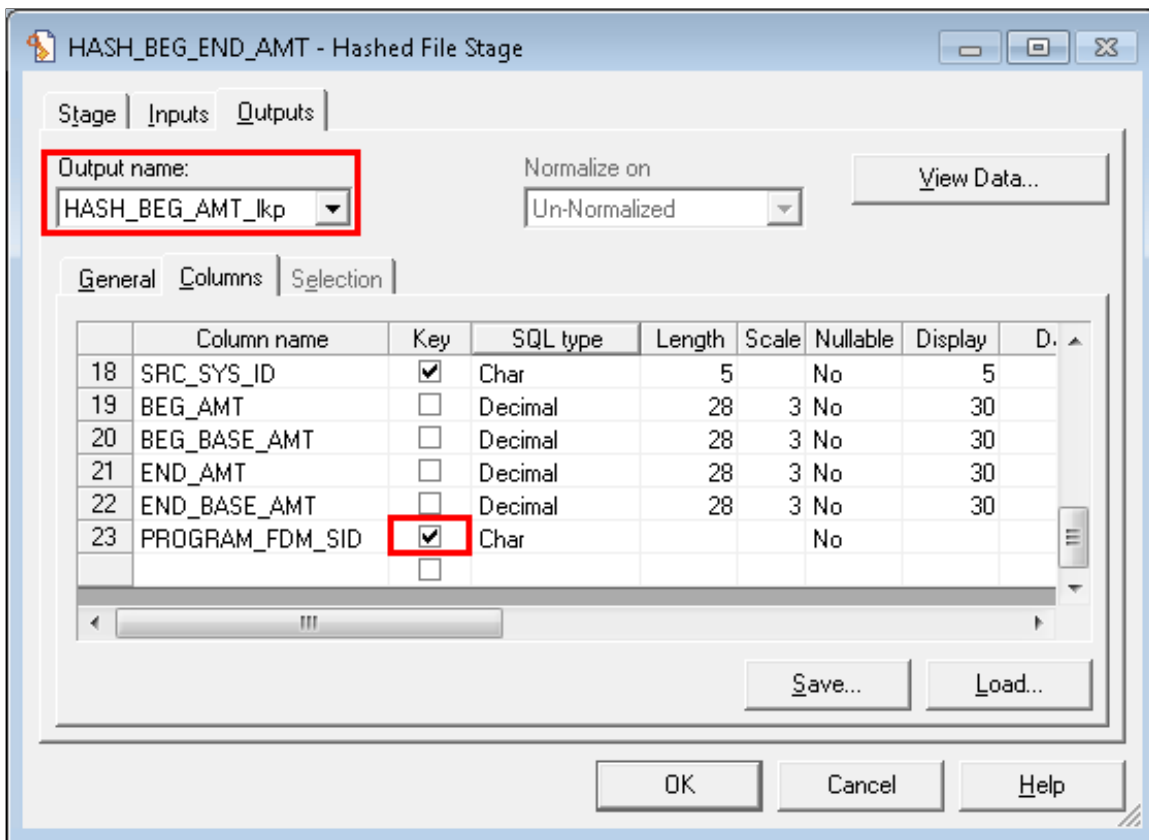 HASH_BEG_END_AMT - Hashed File Stage
Stage Inputs Outputs
Output name: Normalize on View Data...
HASH_BEG_AMT_lkp Un-Normalized
General Columns Selection
Column name Key SQL type Length Scale Nullable Display D.
18 SRC_SYS_ID Char 5 No 5
19 BEG_AMT Decimal 28 3 No 30
20 BEG_BASE_AMT Decimal 28 3 No 30
21 END_AMT Decimal 28 3 No 30
22 END_BASE_AMT Decimal 28 3 No 30
23 PROGRAM_FDM_SID Char No
Save... Load...
OK Cancel Help